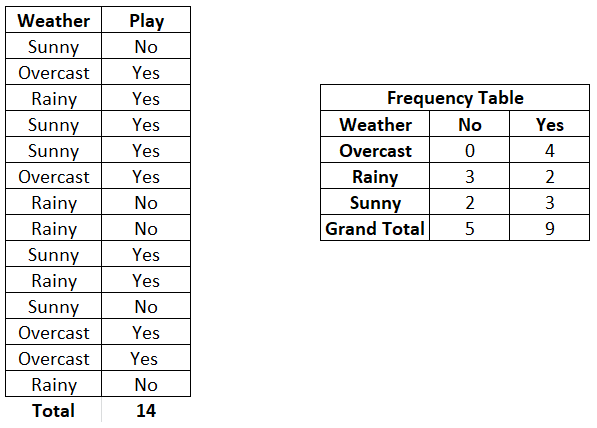 Weather Play
Sunny No
Overcast Yes
Rainy Yes
Sunny Yes
Sunny Yes
Overcast Yes
Rainy No
Rainy No
Sunny Yes
Rainy Yes
Sunny No
Overcast Yes
Overcast Yes
Rainy No
Total 14
Frequency Table
Weather No Yes
Overcast 0 4
Rainy 3 2
Sunny 2 3
Grand Total 5 9